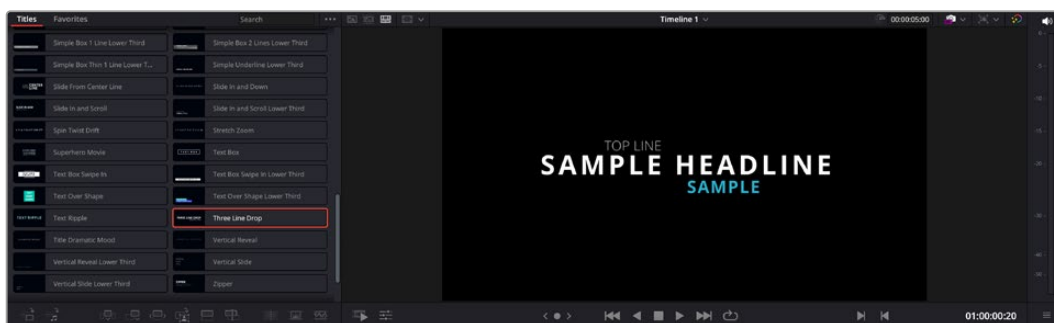 Titles Favorites Search Timeline 1 00:00:05:00
Simple Box 1 Line Lower Third Simple Box 2 Lines Lower Third
Simple Box Thin 1 Line Lower T... Simple Underline Lower Third
Slide From Center Line Slide In and Down
Slide In and Scroll Slide In and Scroll Lower Third
Spin Twist Drift Stretch Zoom
Superhero Movie Text Box
Text Box Swipe In Text Box Swipe In Lower Third
Text Over Shape Text Over Shape Lower Third
Text Ripple Three Line Drop
Title Dramatic Mood Vertical Reveal
Vertical Reveal Lower Third Vertical Slide
Vertical Slide Lower Third Zipper
TOP LINE
SAMPLE HEADLINE
SAMPLE
01:00:00:20